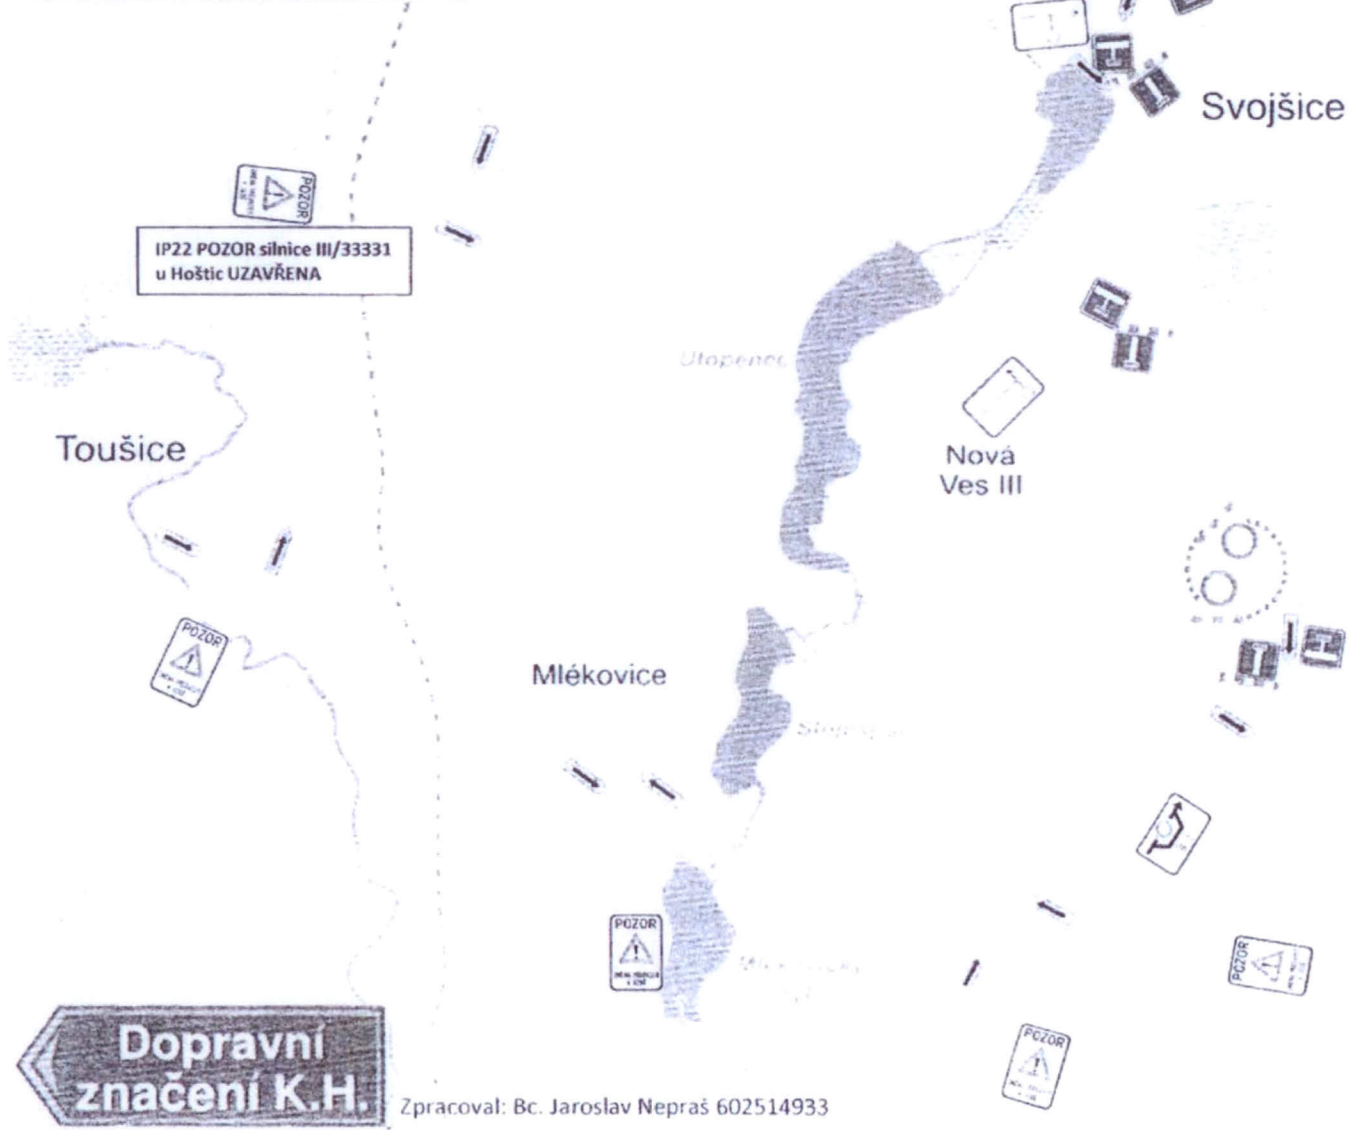 Svojšice
POZOR
IP22 POZOR silnice III/33331
u Hoštic UZAVŘENA
Utopenec
Toušice
Nová
Ves III
POZOR
Mlékovice
POZOR
POZOR
POZOR
Dopravní
značení K.H.
Zpracoval: Bc. Jaroslav Nepraš 602514933